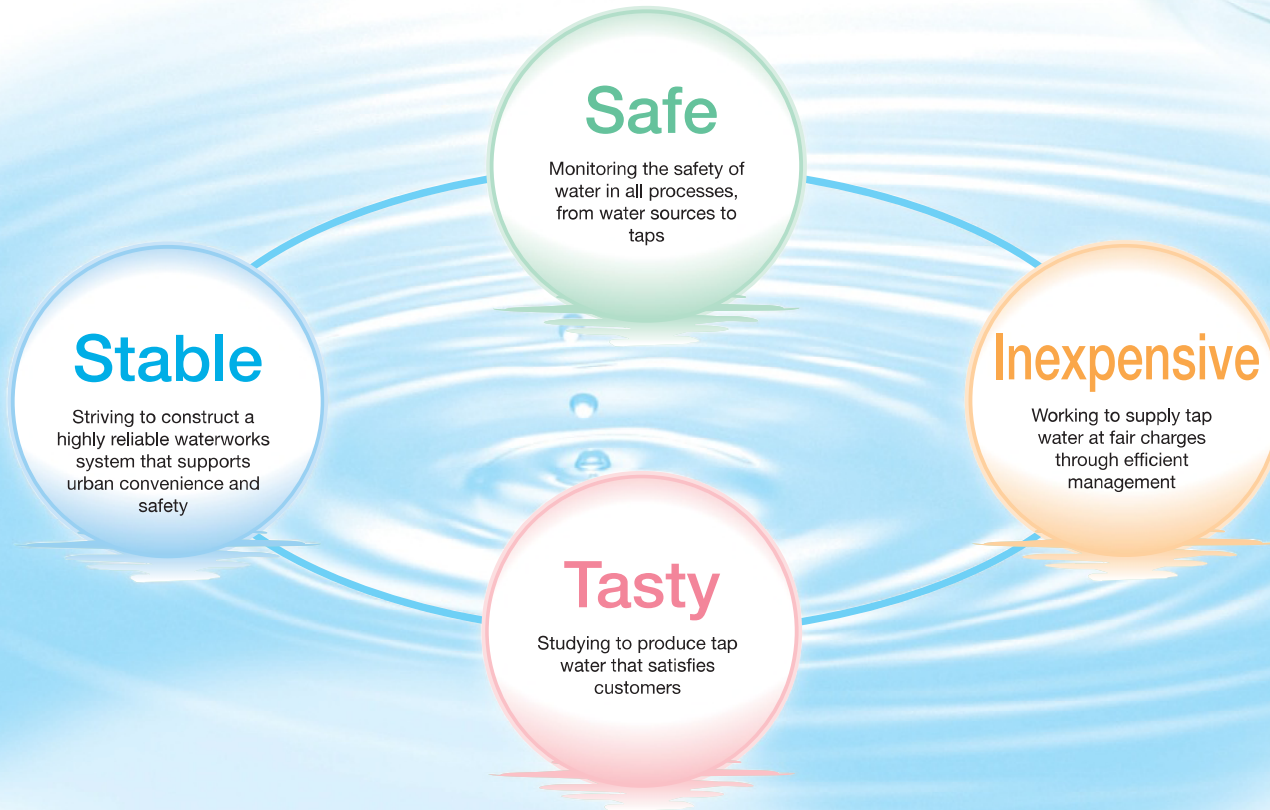 Safe
Monitoring the safety of
water in all processes,
from water sources to
taps
Stable
Striving to construct a
highly reliable waterworks
system that supports
urban convenience and
safety
Inexpensive
Working to supply tap
water at fair charges
through efficient
management
Tasty
Studying to produce tap
water that satisfies
customers